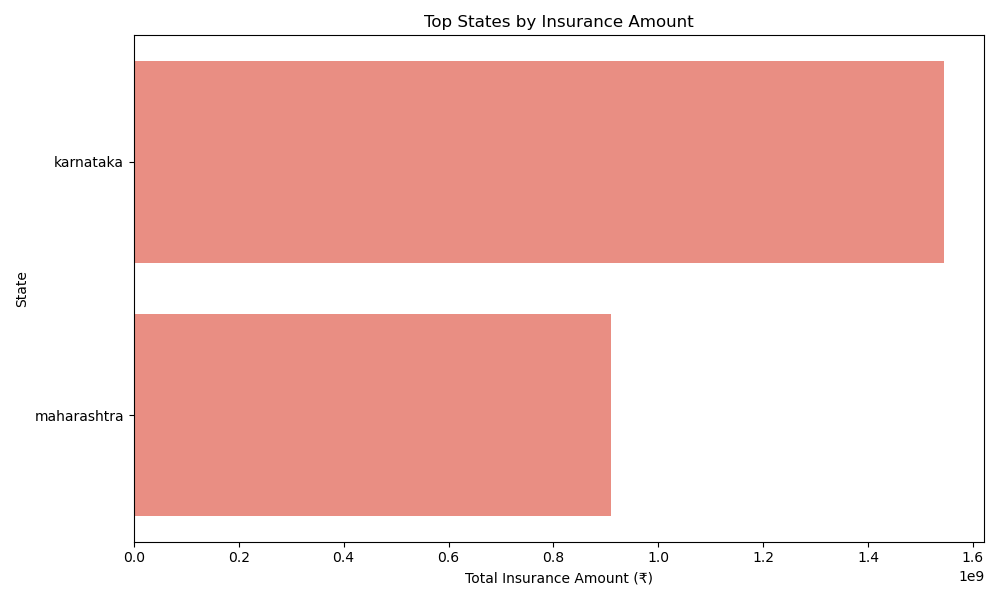 Top States by Insurance Amount
karnataka
maharashtra
State
0.0 0.2 0.4 0.6 0.8 1.0 1.2 1.4 1.6
1e9
Total Insurance Amount (₹)